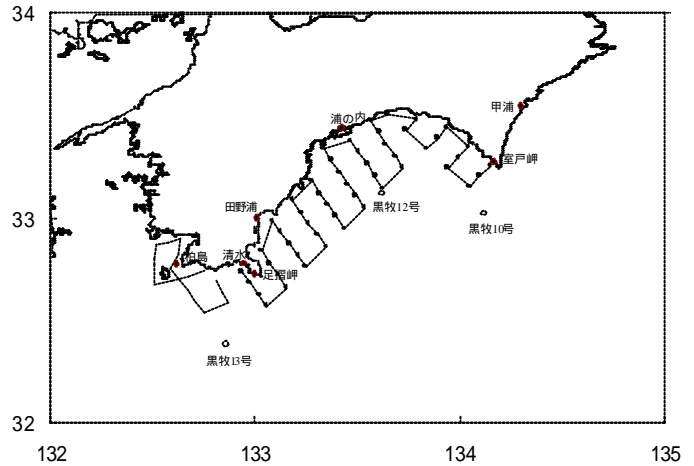 34
甲浦
浦の内
室戸岬
田野浦
黒牧12号
33
黒牧10号
柏島
清水
足摺岬
黒牧13号
32
132
133
134
135